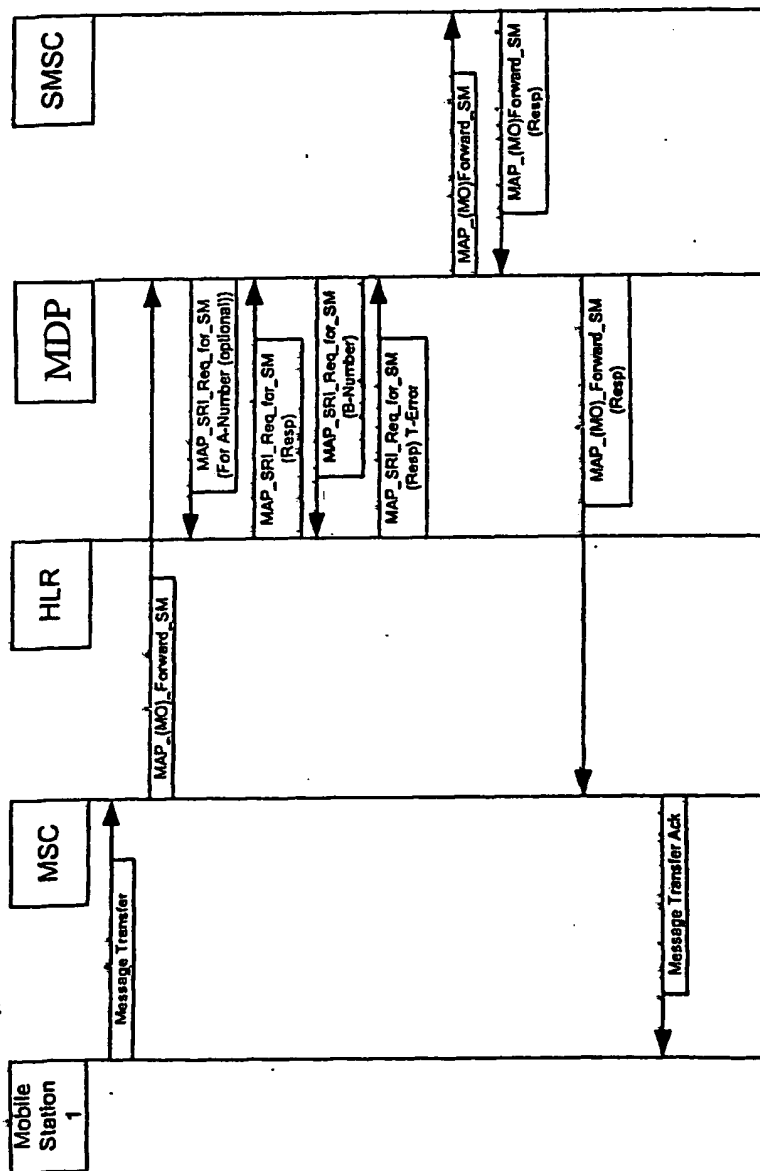 Mobile
Station
1
MSC
HLR
MDP
SMSC
Message Transfer
MAP_(MO)_Forward_SM
MAP_SRI_Req_for_SM
(For A-Number (optional))
MAP_SRI_Req_for_SM
(Resp)
MAP_SRI_Req_for_SM
(B-Number)
MAP_SRI_Req_for_SM
(Resp) T-Error
MAP_(MO)Forward_SM
MAP_(MO)Forward_SM
(Resp)
MAP_(MO)_Forward_SM
(Resp)
Message Transfer Ack